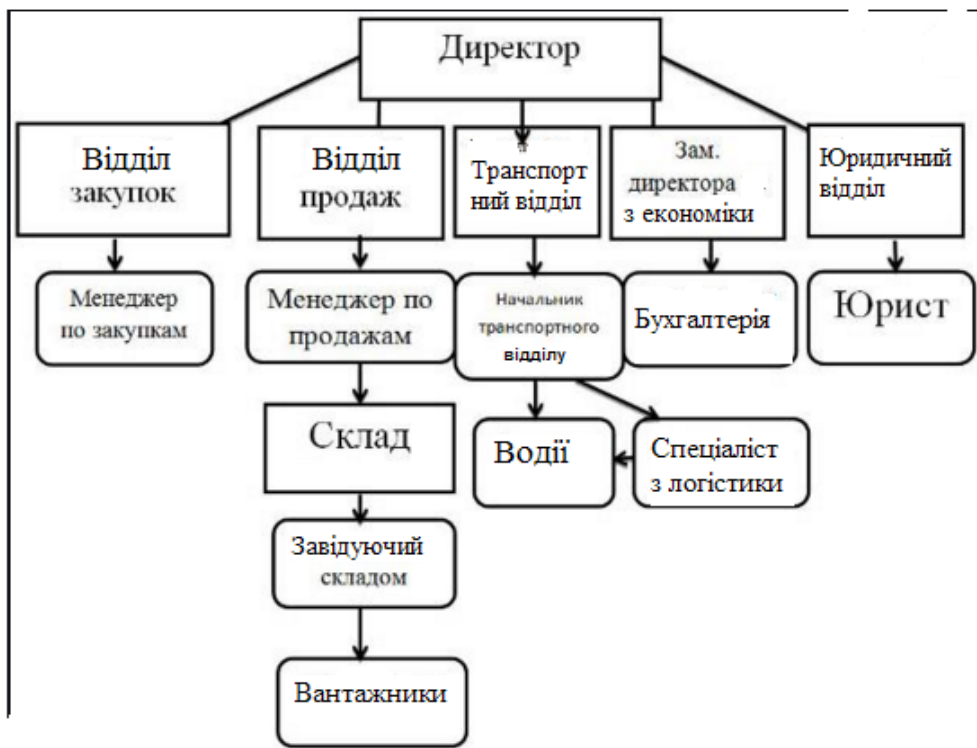 Директор
Відділ
закупок
Відділ
продаж
Транспорт
ний відділ
Зам.
директора
з економіки
Юридичний
відділ
Менеджер
по закупкам
Менеджер по
продажам
Начальник
транспортного
відділу
Бухгалтерія
Юрист
Склад
Водії
Спеціаліст
з логістики
Завідуючий
складом
Вантажники